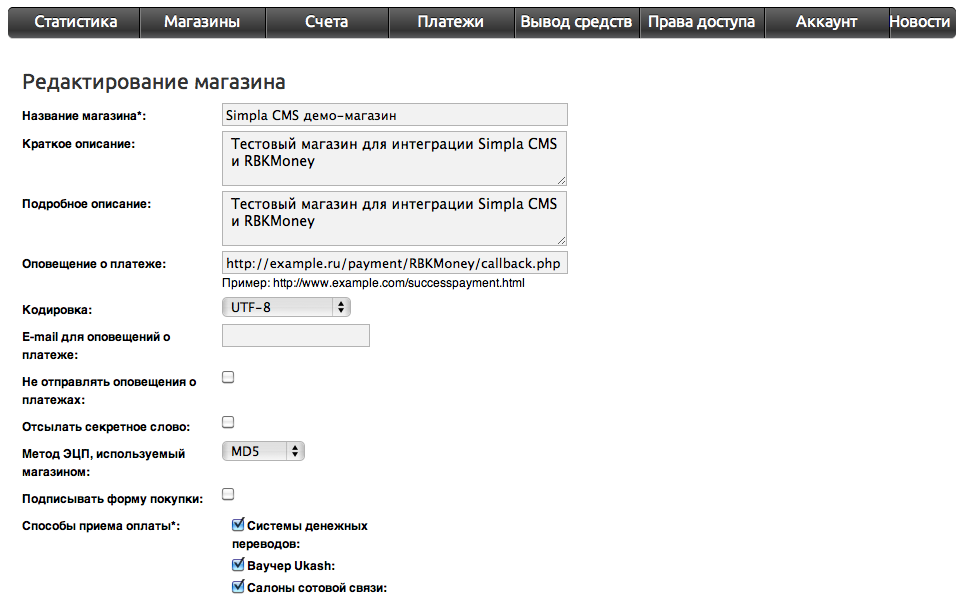 Статистика Магазины Счета Платежи Вывод средств Права доступа Аккаунт Новости
Редактирование магазина
Название магазина*: Simpla CMS демо-магазин
Краткое описание: Тестовый магазин для интеграции Simpla CMS
и RBKMoney
Подробное описание: Тестовый магазин для интеграции Simpla CMS
и RBKMoney
Оповещение о платеже: http://example.ru/payment/RBKMoney/callback.php
Пример: http://www.example.com/successpayment.html
Кодировка: UTF-8
E-mail для оповещений о
платеже:
Не отправлять оповещения о
платежах:
Отсылать секретное слово:
Метод ЭЦП, используемый MD5
магазином:
Подписывать форму покупки:
Способы приема оплаты*: Системы денежных
переводов:
Ваучер Ukash:
Салоны сотовой связи: